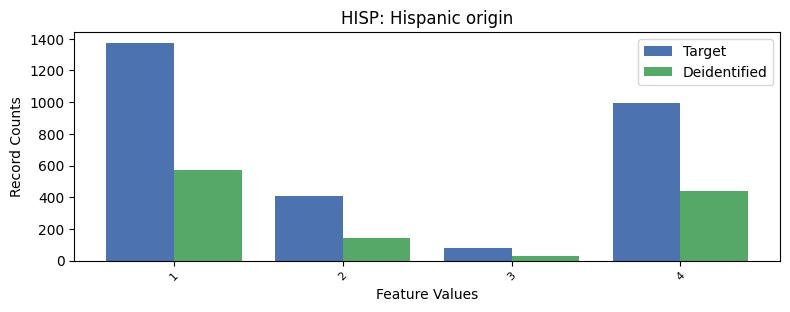 HISP: Hispanic origin
Target
Deidentified
Record Counts
1400
1200
1000
800
600
400
200
0
1
2
3
4
Feature Values